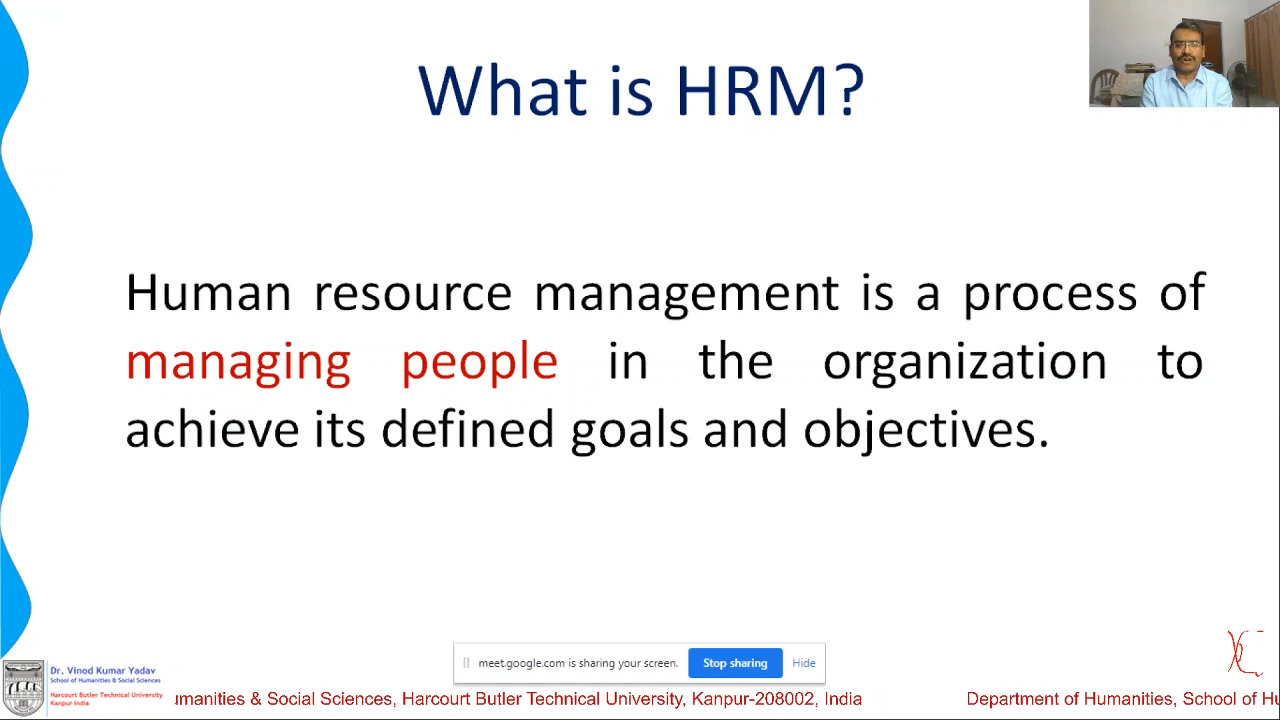 What is HRM?
Human resource management is a process of
managing people in the organization to
achieve its defined goals and objectives.
meet.google.com is sharing your screen. Stop sharing Hide
Dr. Vinod Kumar Yadav
School of Humanities & Social Sciences
Harcourt Butler Technical University
Kanpur India
umanities & Social Sciences, Harcourt Butler Technical University, Kanpur-208002, India Department of Humanities, School of Hu